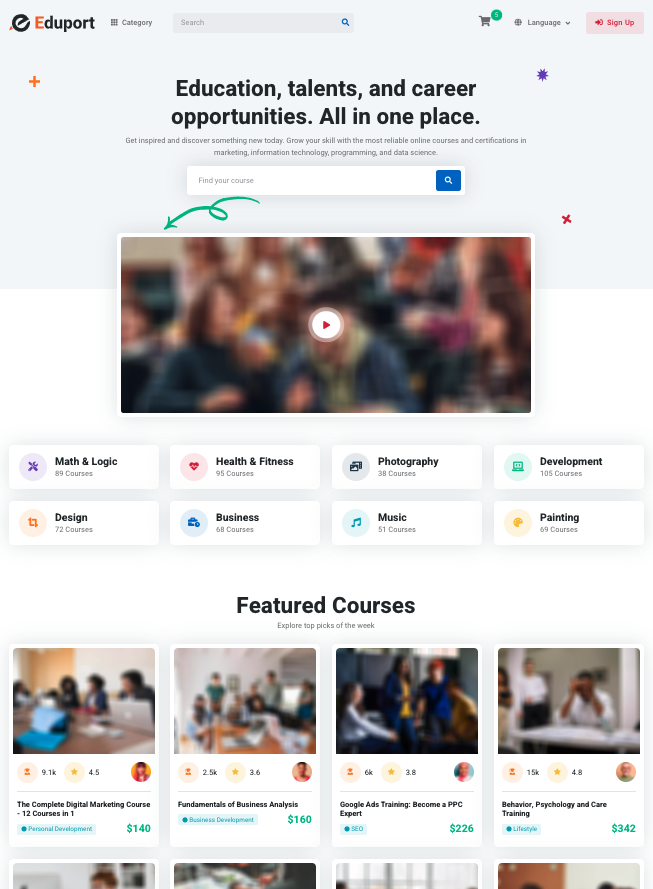 Eduport
Category
Search
5
Language
Sign Up
Education, talents, and career
opportunities. All in one place.
Get inspired and discover something new today. Grow your skill with the most reliable online courses and certifications in
marketing, information technology, programming, and data science.
Find your course
Math & Logic
89 Courses
Health & Fitness
95 Courses
Photography
38 Courses
Development
105 Courses
Design
72 Courses
Business
68 Courses
Music
51 Courses
Painting
69 Courses
Featured Courses
Explore top picks of the week
9.1k
4.5
The Complete Digital Marketing Course
- 12 Courses in 1
Personal Development
$140
2.5k
3.6
Fundamentals of Business Analysis
Business Development
$160
6k
3.8
Google Ads Training: Become a PPC
Expert
SEO
$226
15k
4.8
Behavior, Psychology and Care
Training
Lifestyle
$342